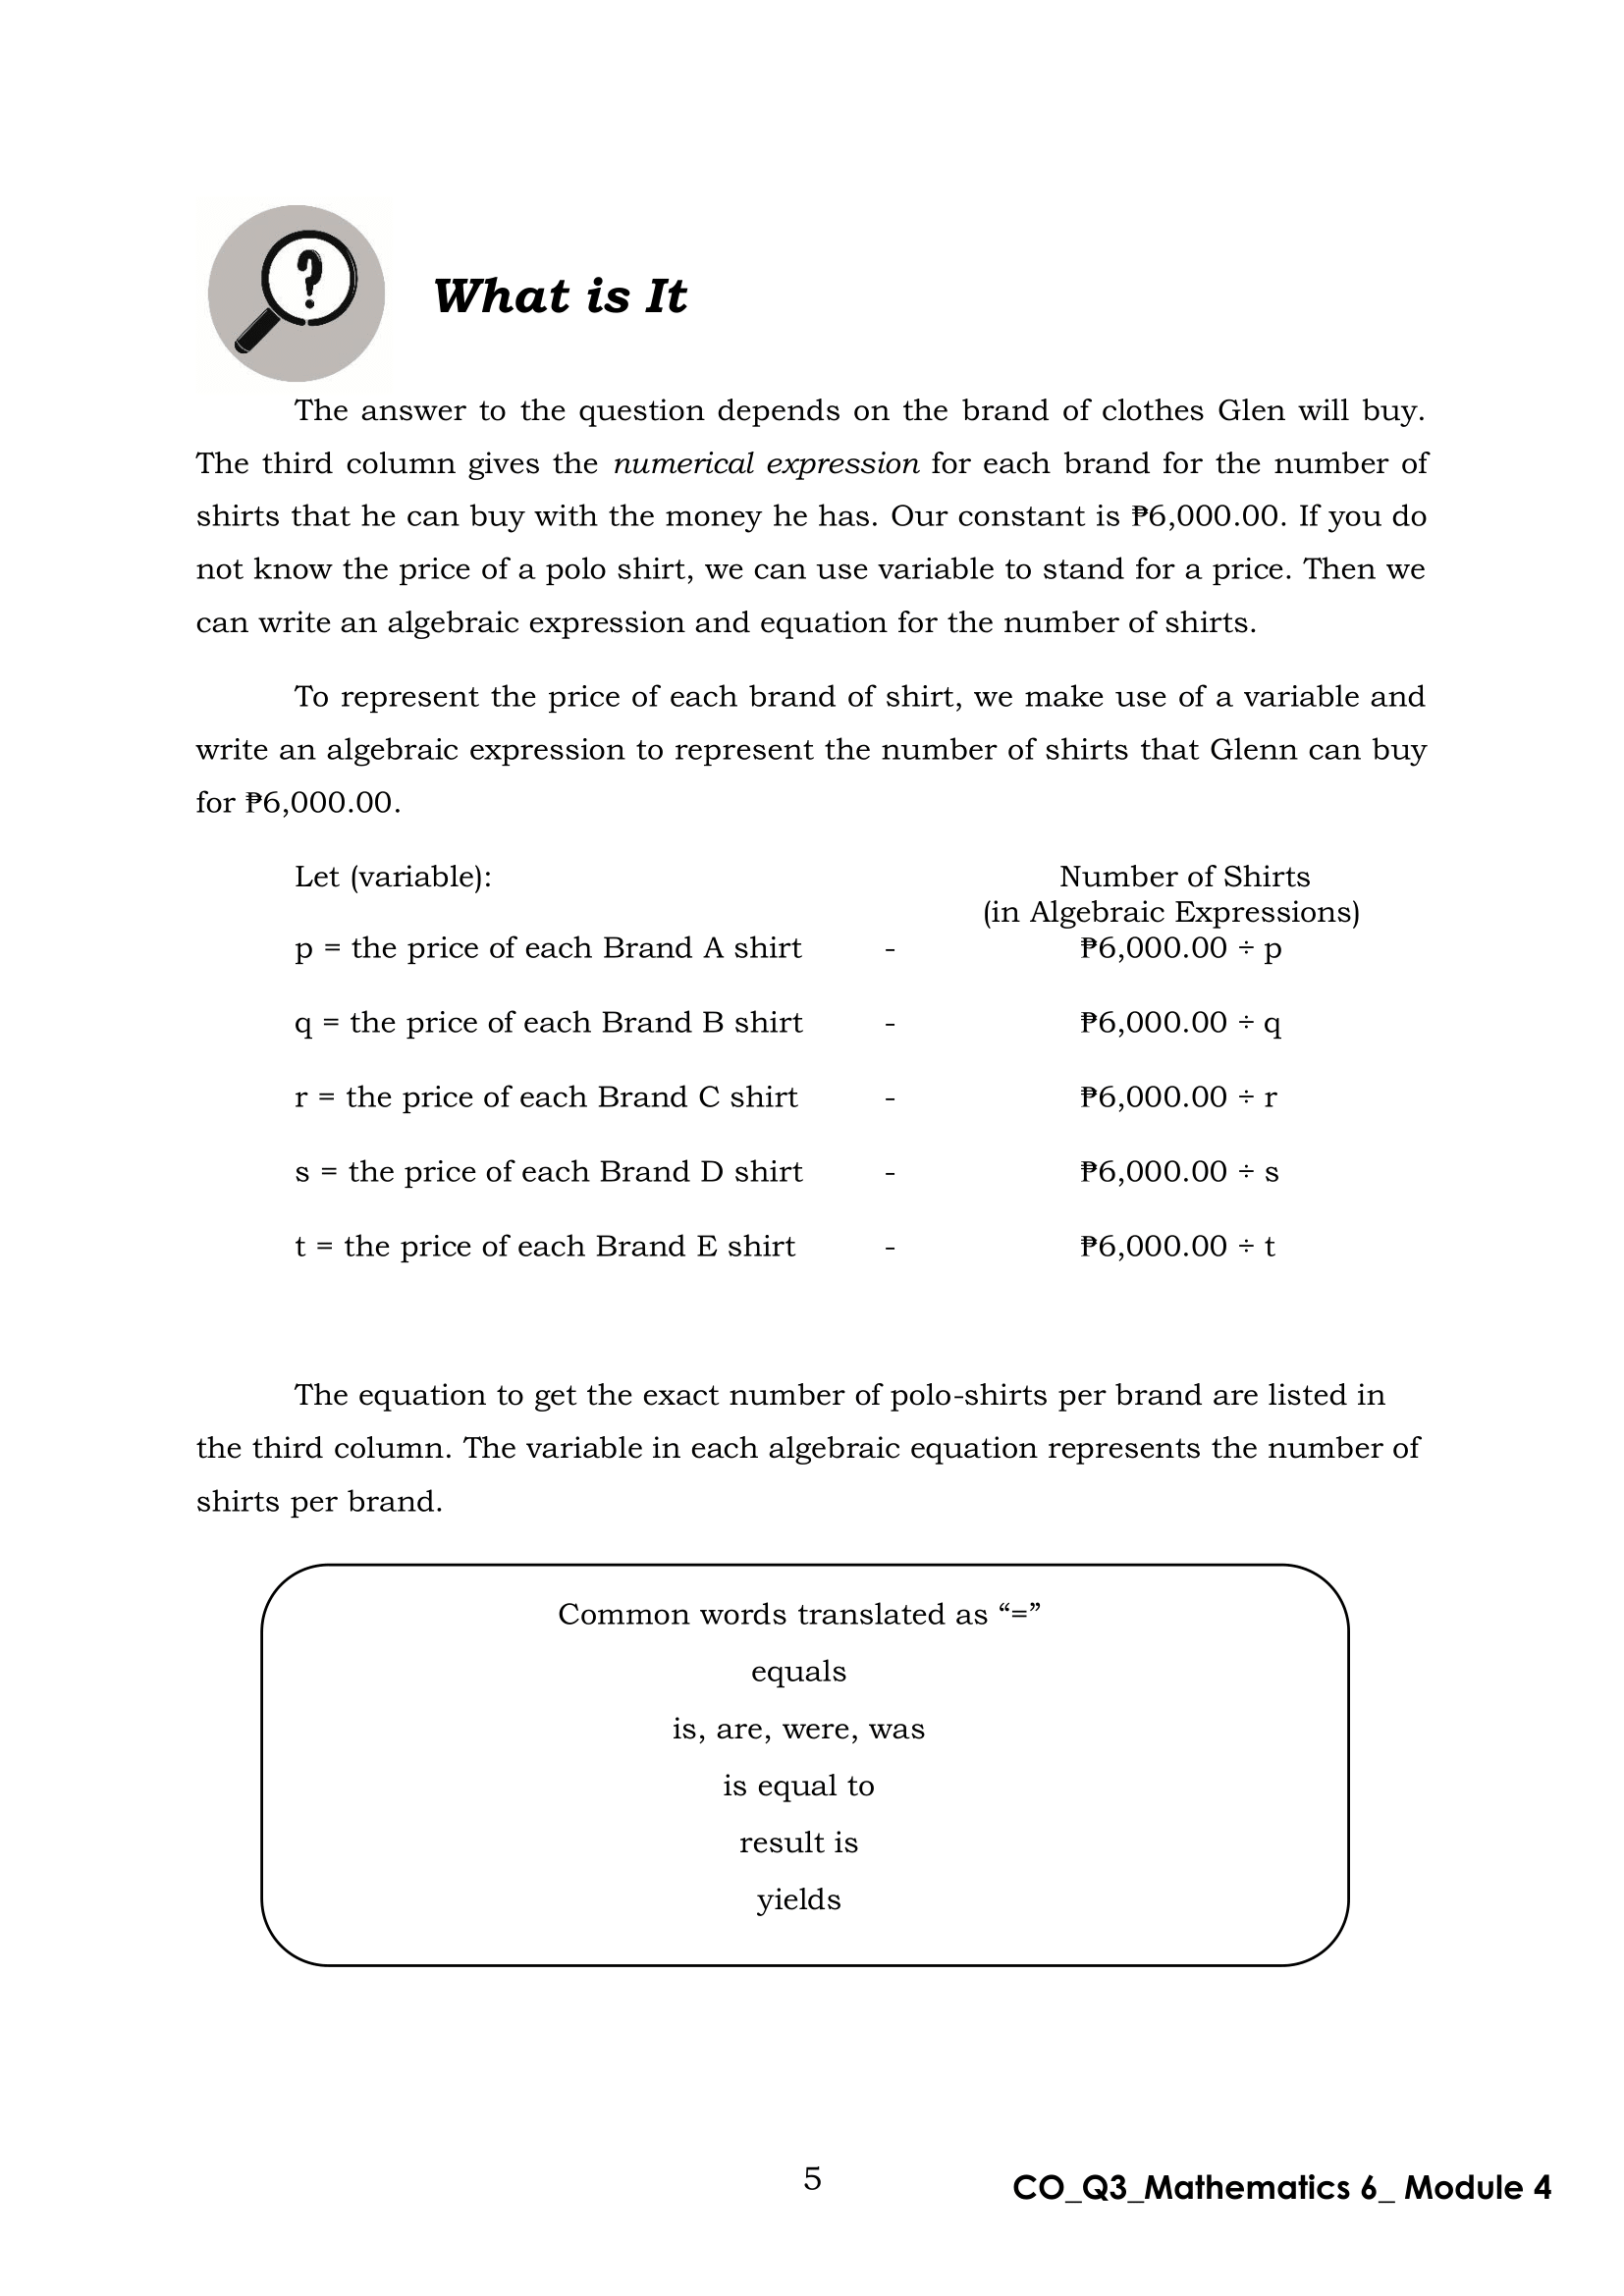 ?
What is It
The answer to the question depends on the brand of clothes Glen will buy.
The third column gives the numerical expression for each brand for the number of
shirts that he can buy with the money he has. Our constant is ₱6,000.00. If you do
not know the price of a polo shirt, we can use variable to stand for a price. Then we
can write an algebraic expression and equation for the number of shirts.
To represent the price of each brand of shirt, we make use of a variable and
write an algebraic expression to represent the number of shirts that Glenn can buy
for ₱6,000.00.
Let (variable): Number of Shirts
(in Algebraic Expressions)
p = the price of each Brand A shirt - ₱6,000.00 ÷ p
q = the price of each Brand B shirt - ₱6,000.00 ÷ q
r = the price of each Brand C shirt - ₱6,000.00 ÷ r
s = the price of each Brand D shirt - ₱6,000.00 ÷ s
t = the price of each Brand E shirt - ₱6,000.00 ÷ t
The equation to get the exact number of polo-shirts per brand are listed in
the third column. The variable in each algebraic equation represents the number of
shirts per brand.
Common words translated as “=”
equals
is, are, were, was
is equal to
result is
yields
5
CO_Q3_Mathematics 6_ Module 4